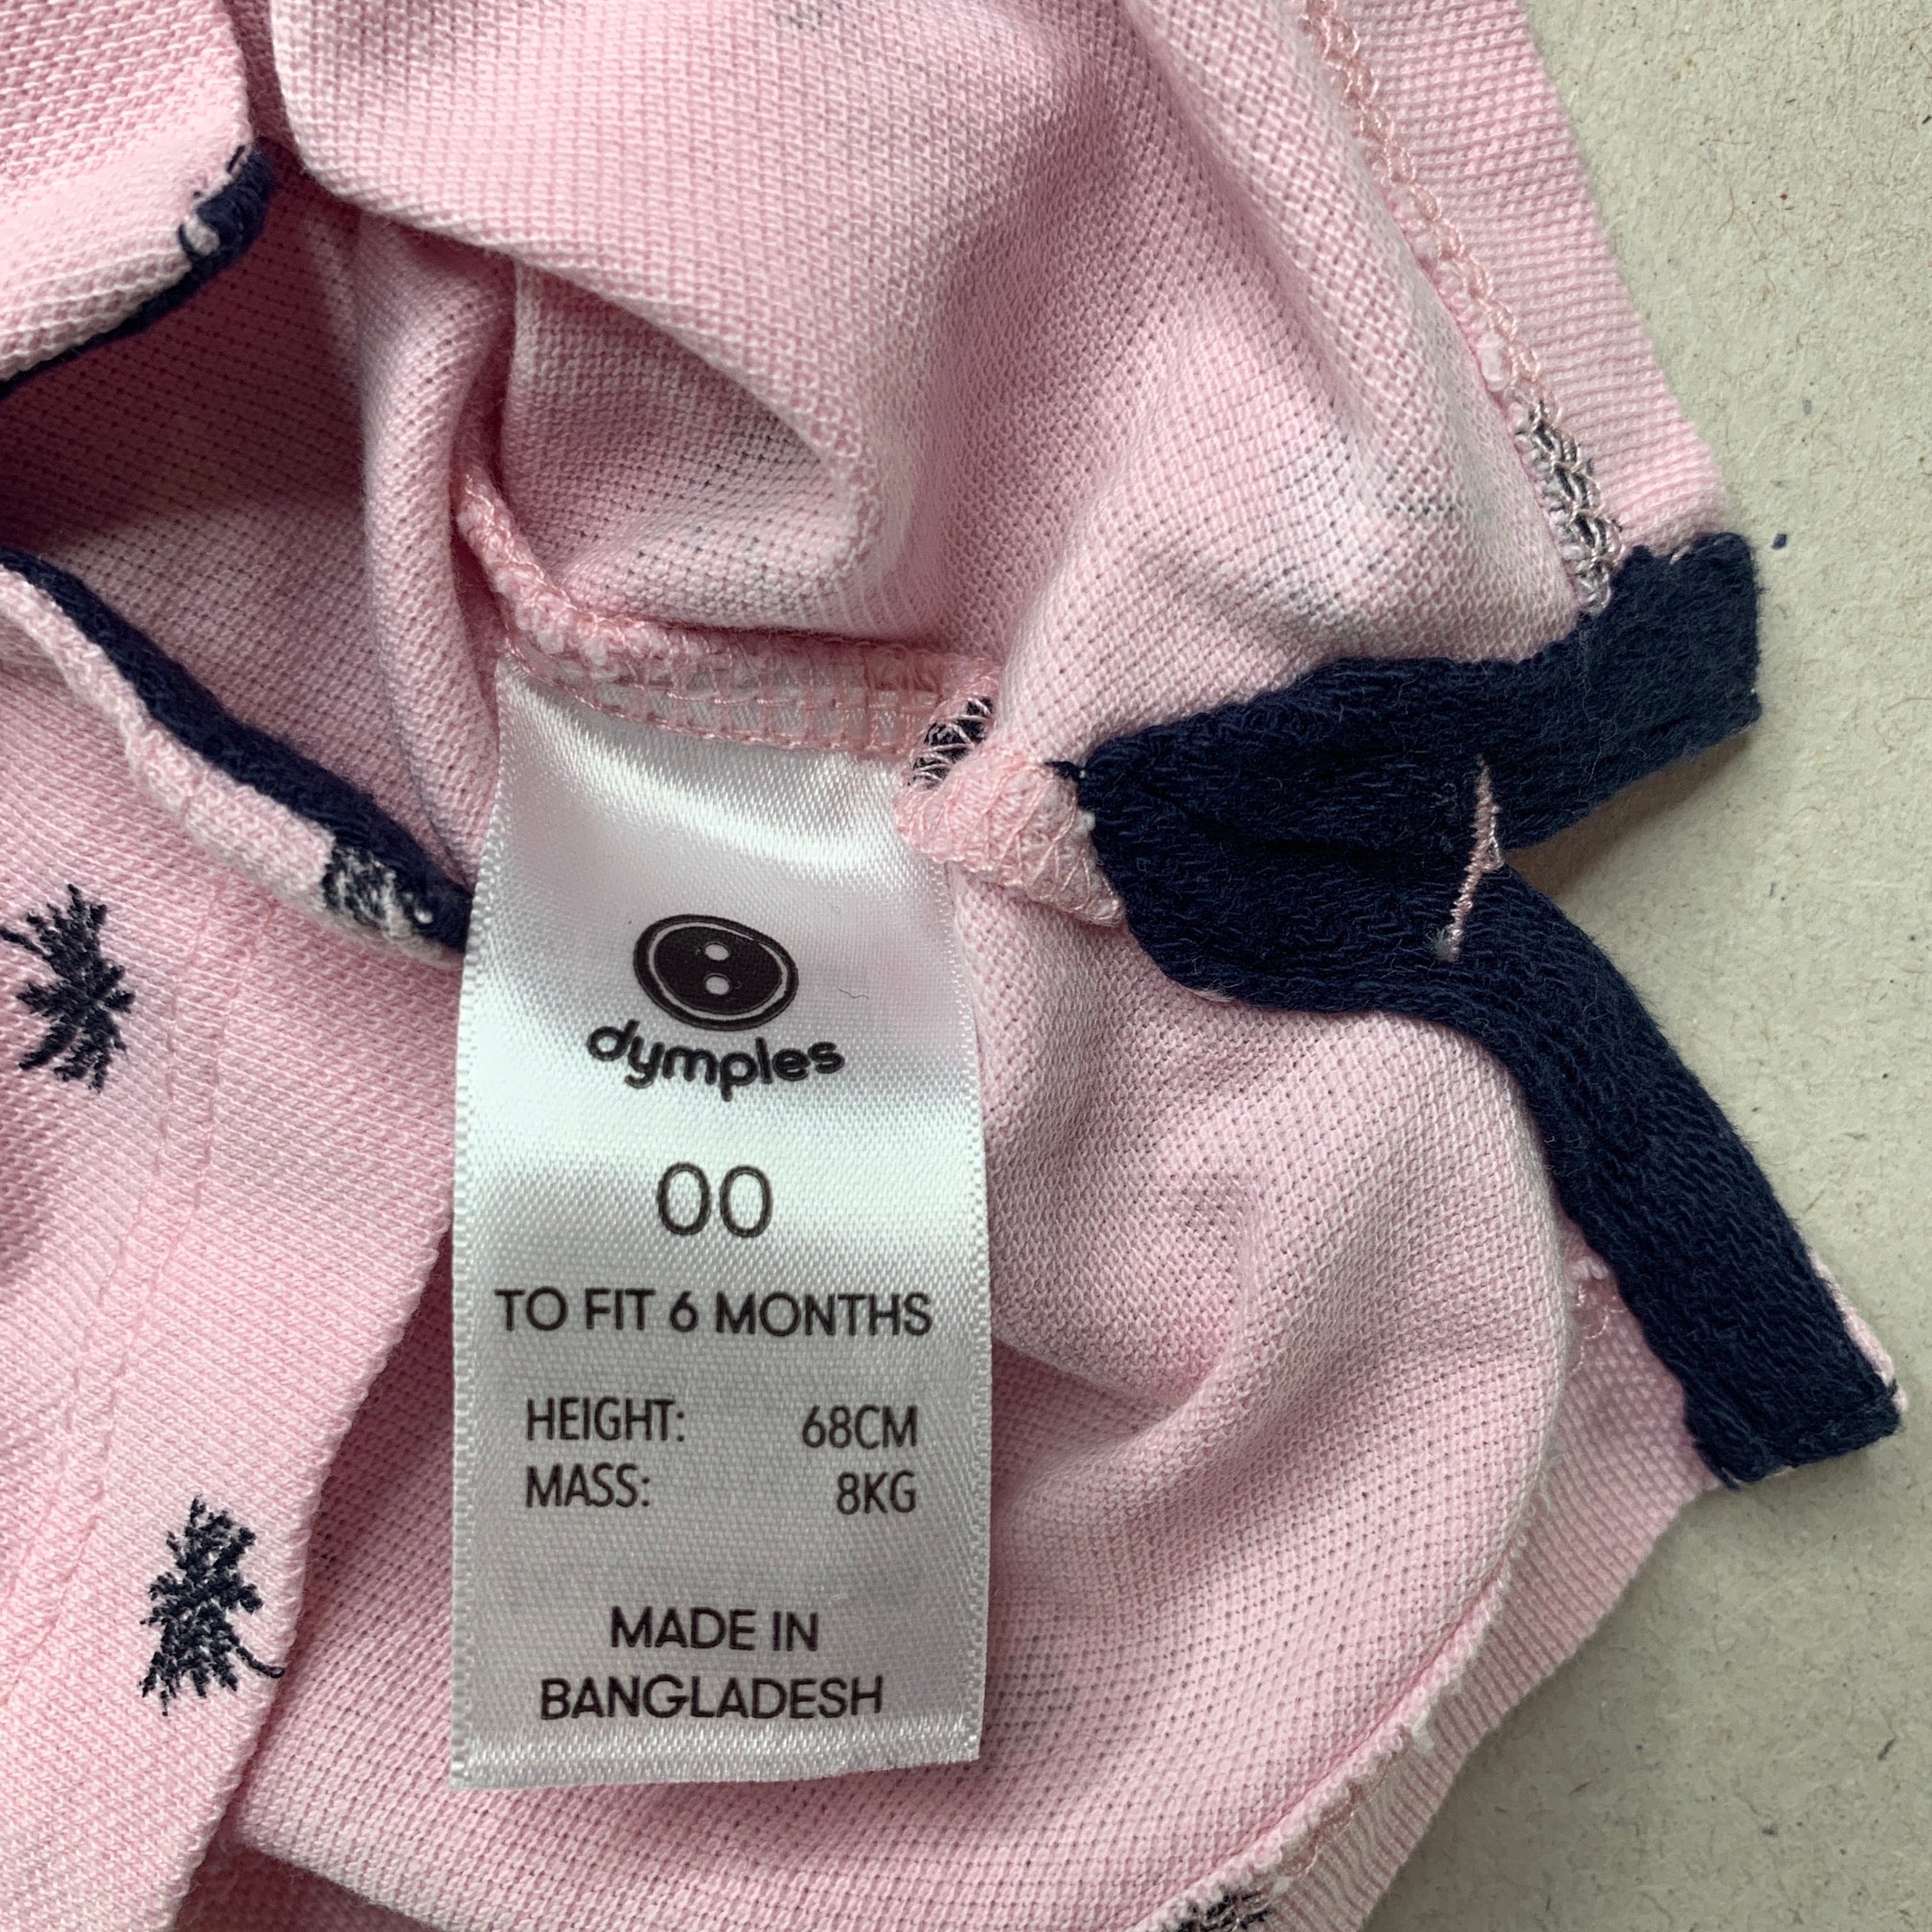 dymples
00
TO FIT 6 MONTHS
HEIGHT: 68CM
MASS: 8KG
MADE IN
BANGLADESH